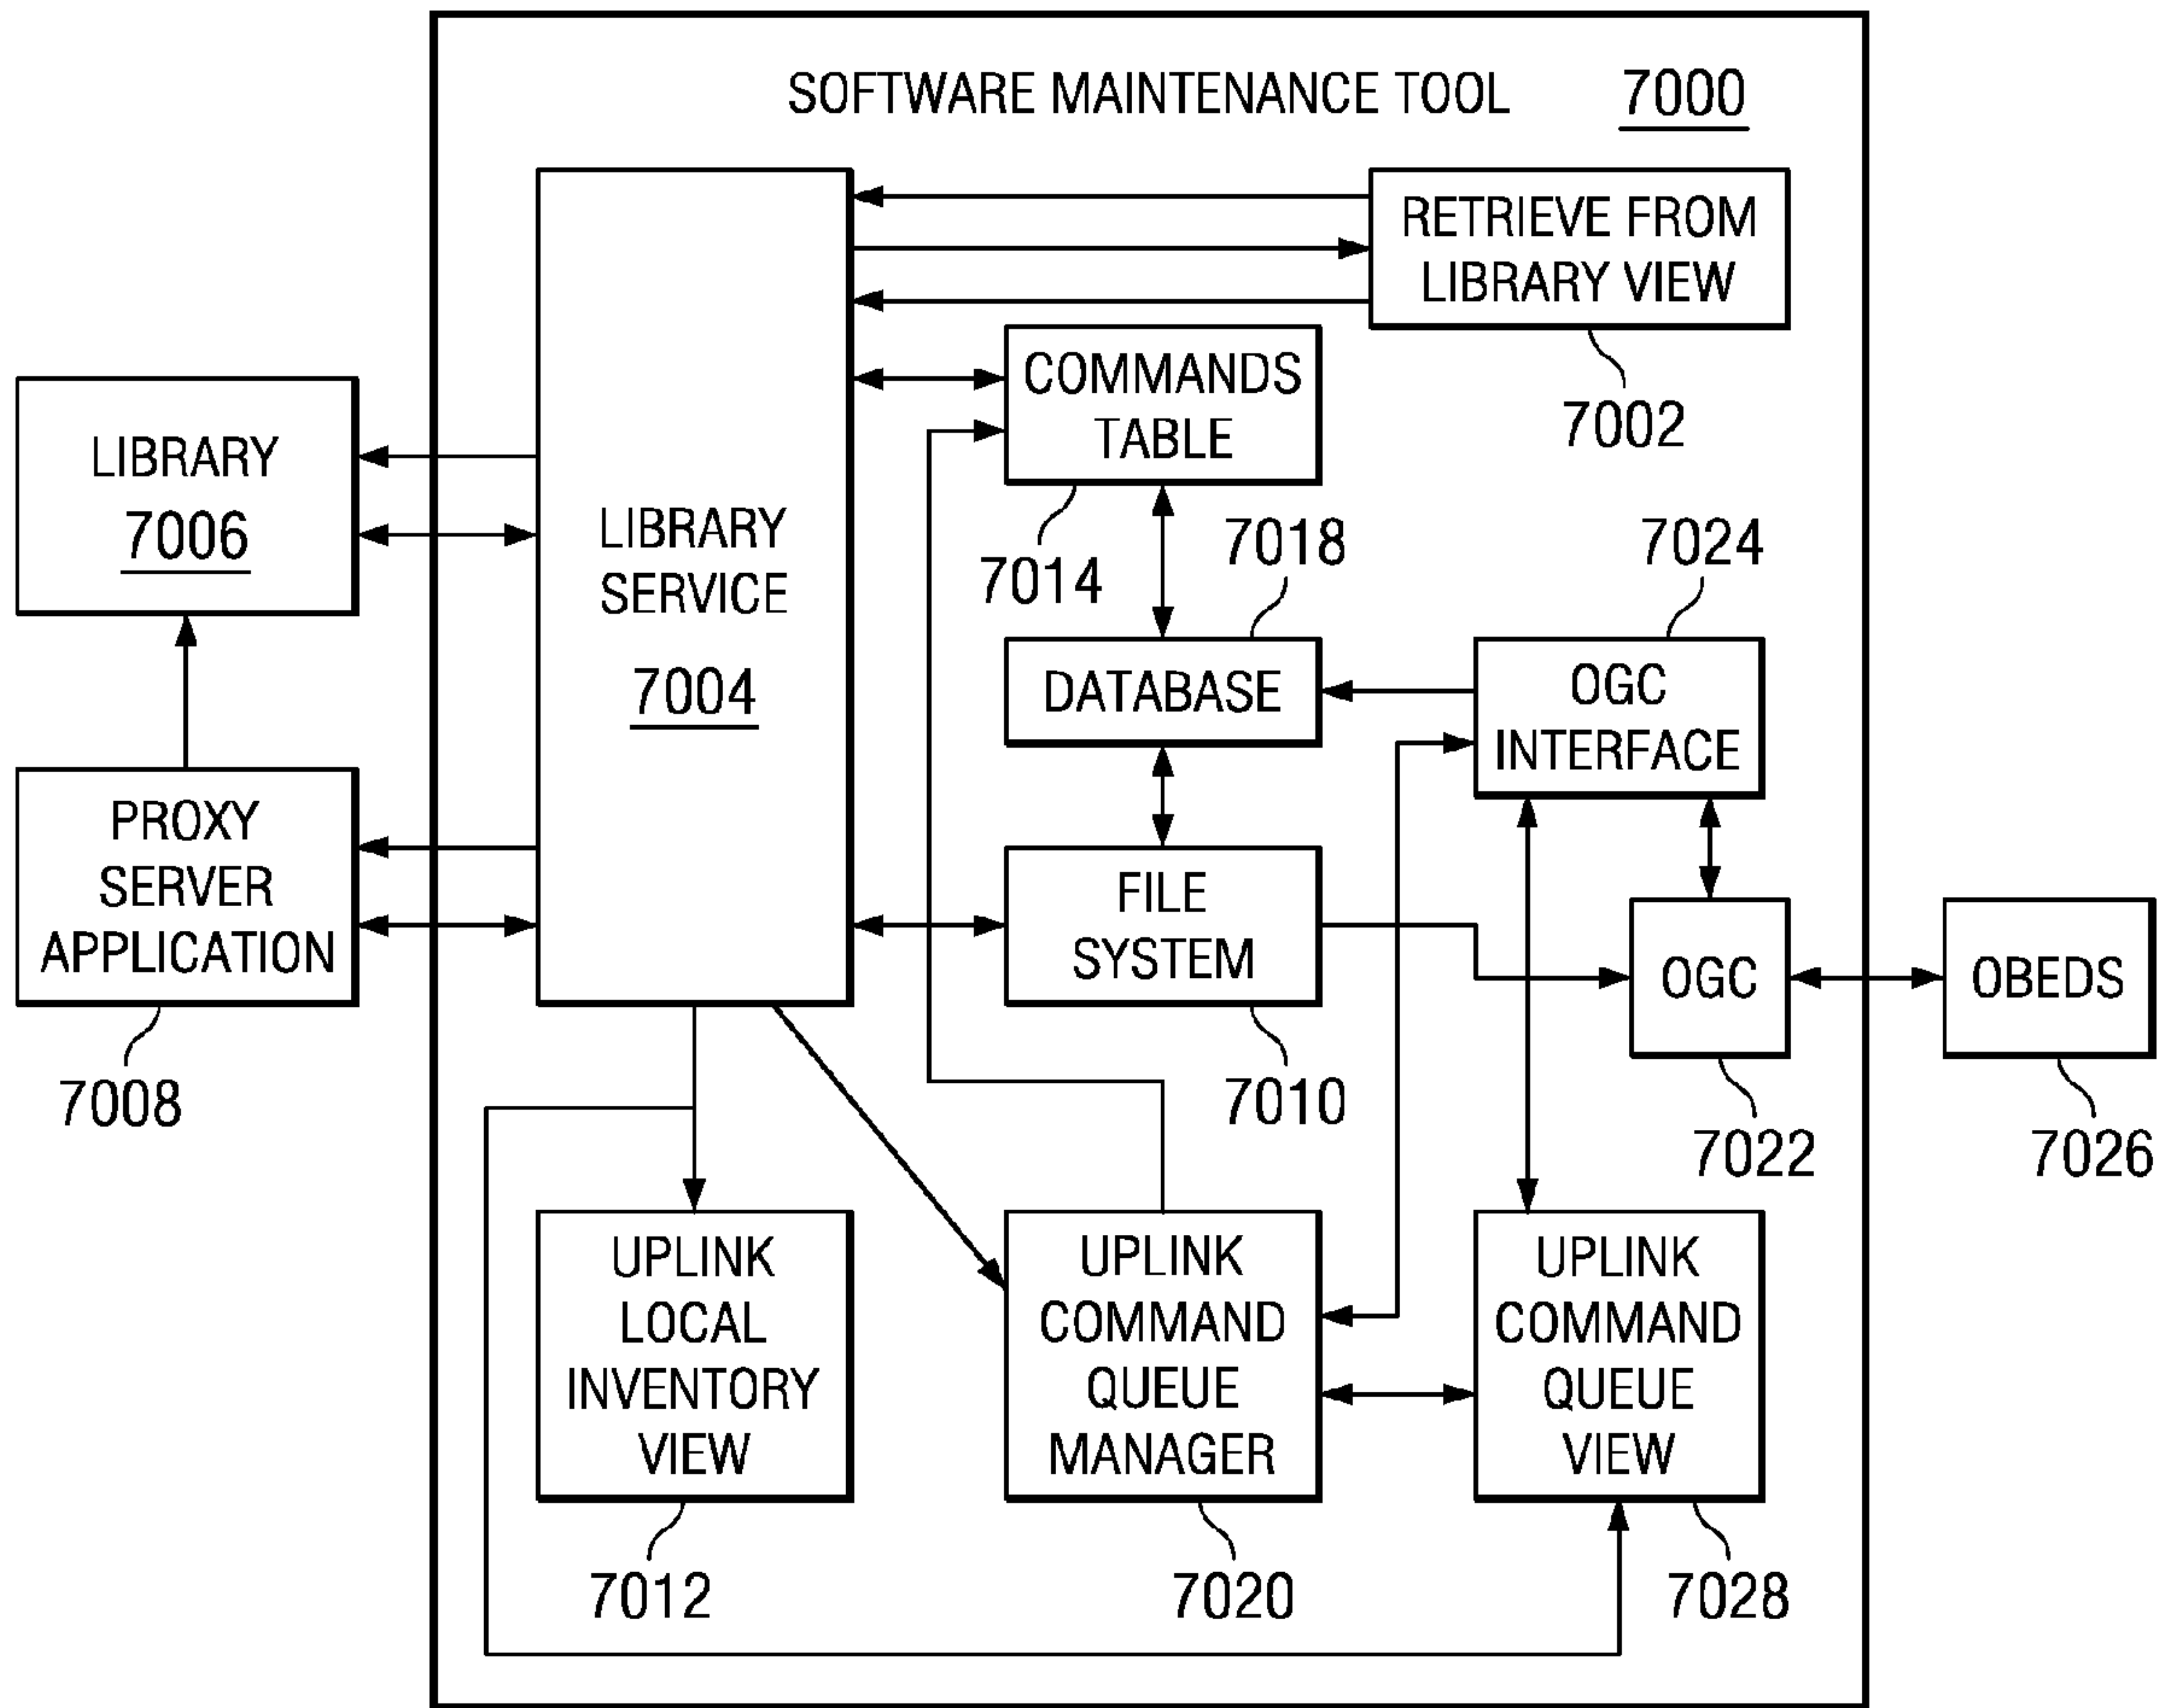 SOFTWARE MAINTENANCE TOOL 7000
RETRIEVE FROM
LIBRARY VIEW
7002
COMMANDS
TABLE
7014
LIBRARY
7006
LIBRARY
SERVICE
7004
7018
DATABASE
7024
OGC
INTERFACE
PROXY
SERVER
APPLICATION
7008
FILE
SYSTEM
7010
OGC
7022
OBEDS
7026
UPLINK
LOCAL
INVENTORY
VIEW
7012
UPLINK
COMMAND
QUEUE
MANAGER
7020
UPLINK
COMMAND
QUEUE
VIEW
7028